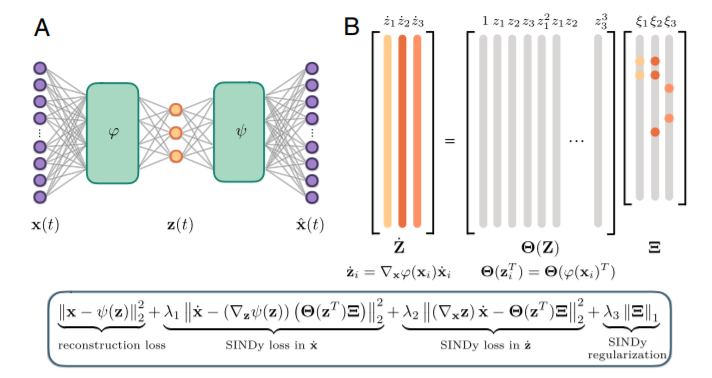 A
B
ż₁ ż₂ ż₃
1 z₁ z₂ z₃ z₁² z₁z₂ z₃³
ξ₁ ξ₂ ξ₃
φ
ψ
=
⋯
x(t)
z(t)
x̂(t)
Ż
Θ(Z)
Ξ
żᵢ = ∇ₓφ(xᵢ)ẋᵢ
Θ(zᵢᵀ) = Θ(φ(xᵢ)ᵀ)
‖x − ψ(z)‖₂² + λ₁ ‖ẋ − (∇_z ψ(z)) (Θ(zᵀ)Ξ)‖₂² + λ₂ ‖(∇ₓz) ẋ − Θ(zᵀ)Ξ‖₂² + λ₃ ‖Ξ‖₁
reconstruction loss
SINDy loss in ẋ
SINDy loss in ż
SINDy
regularization